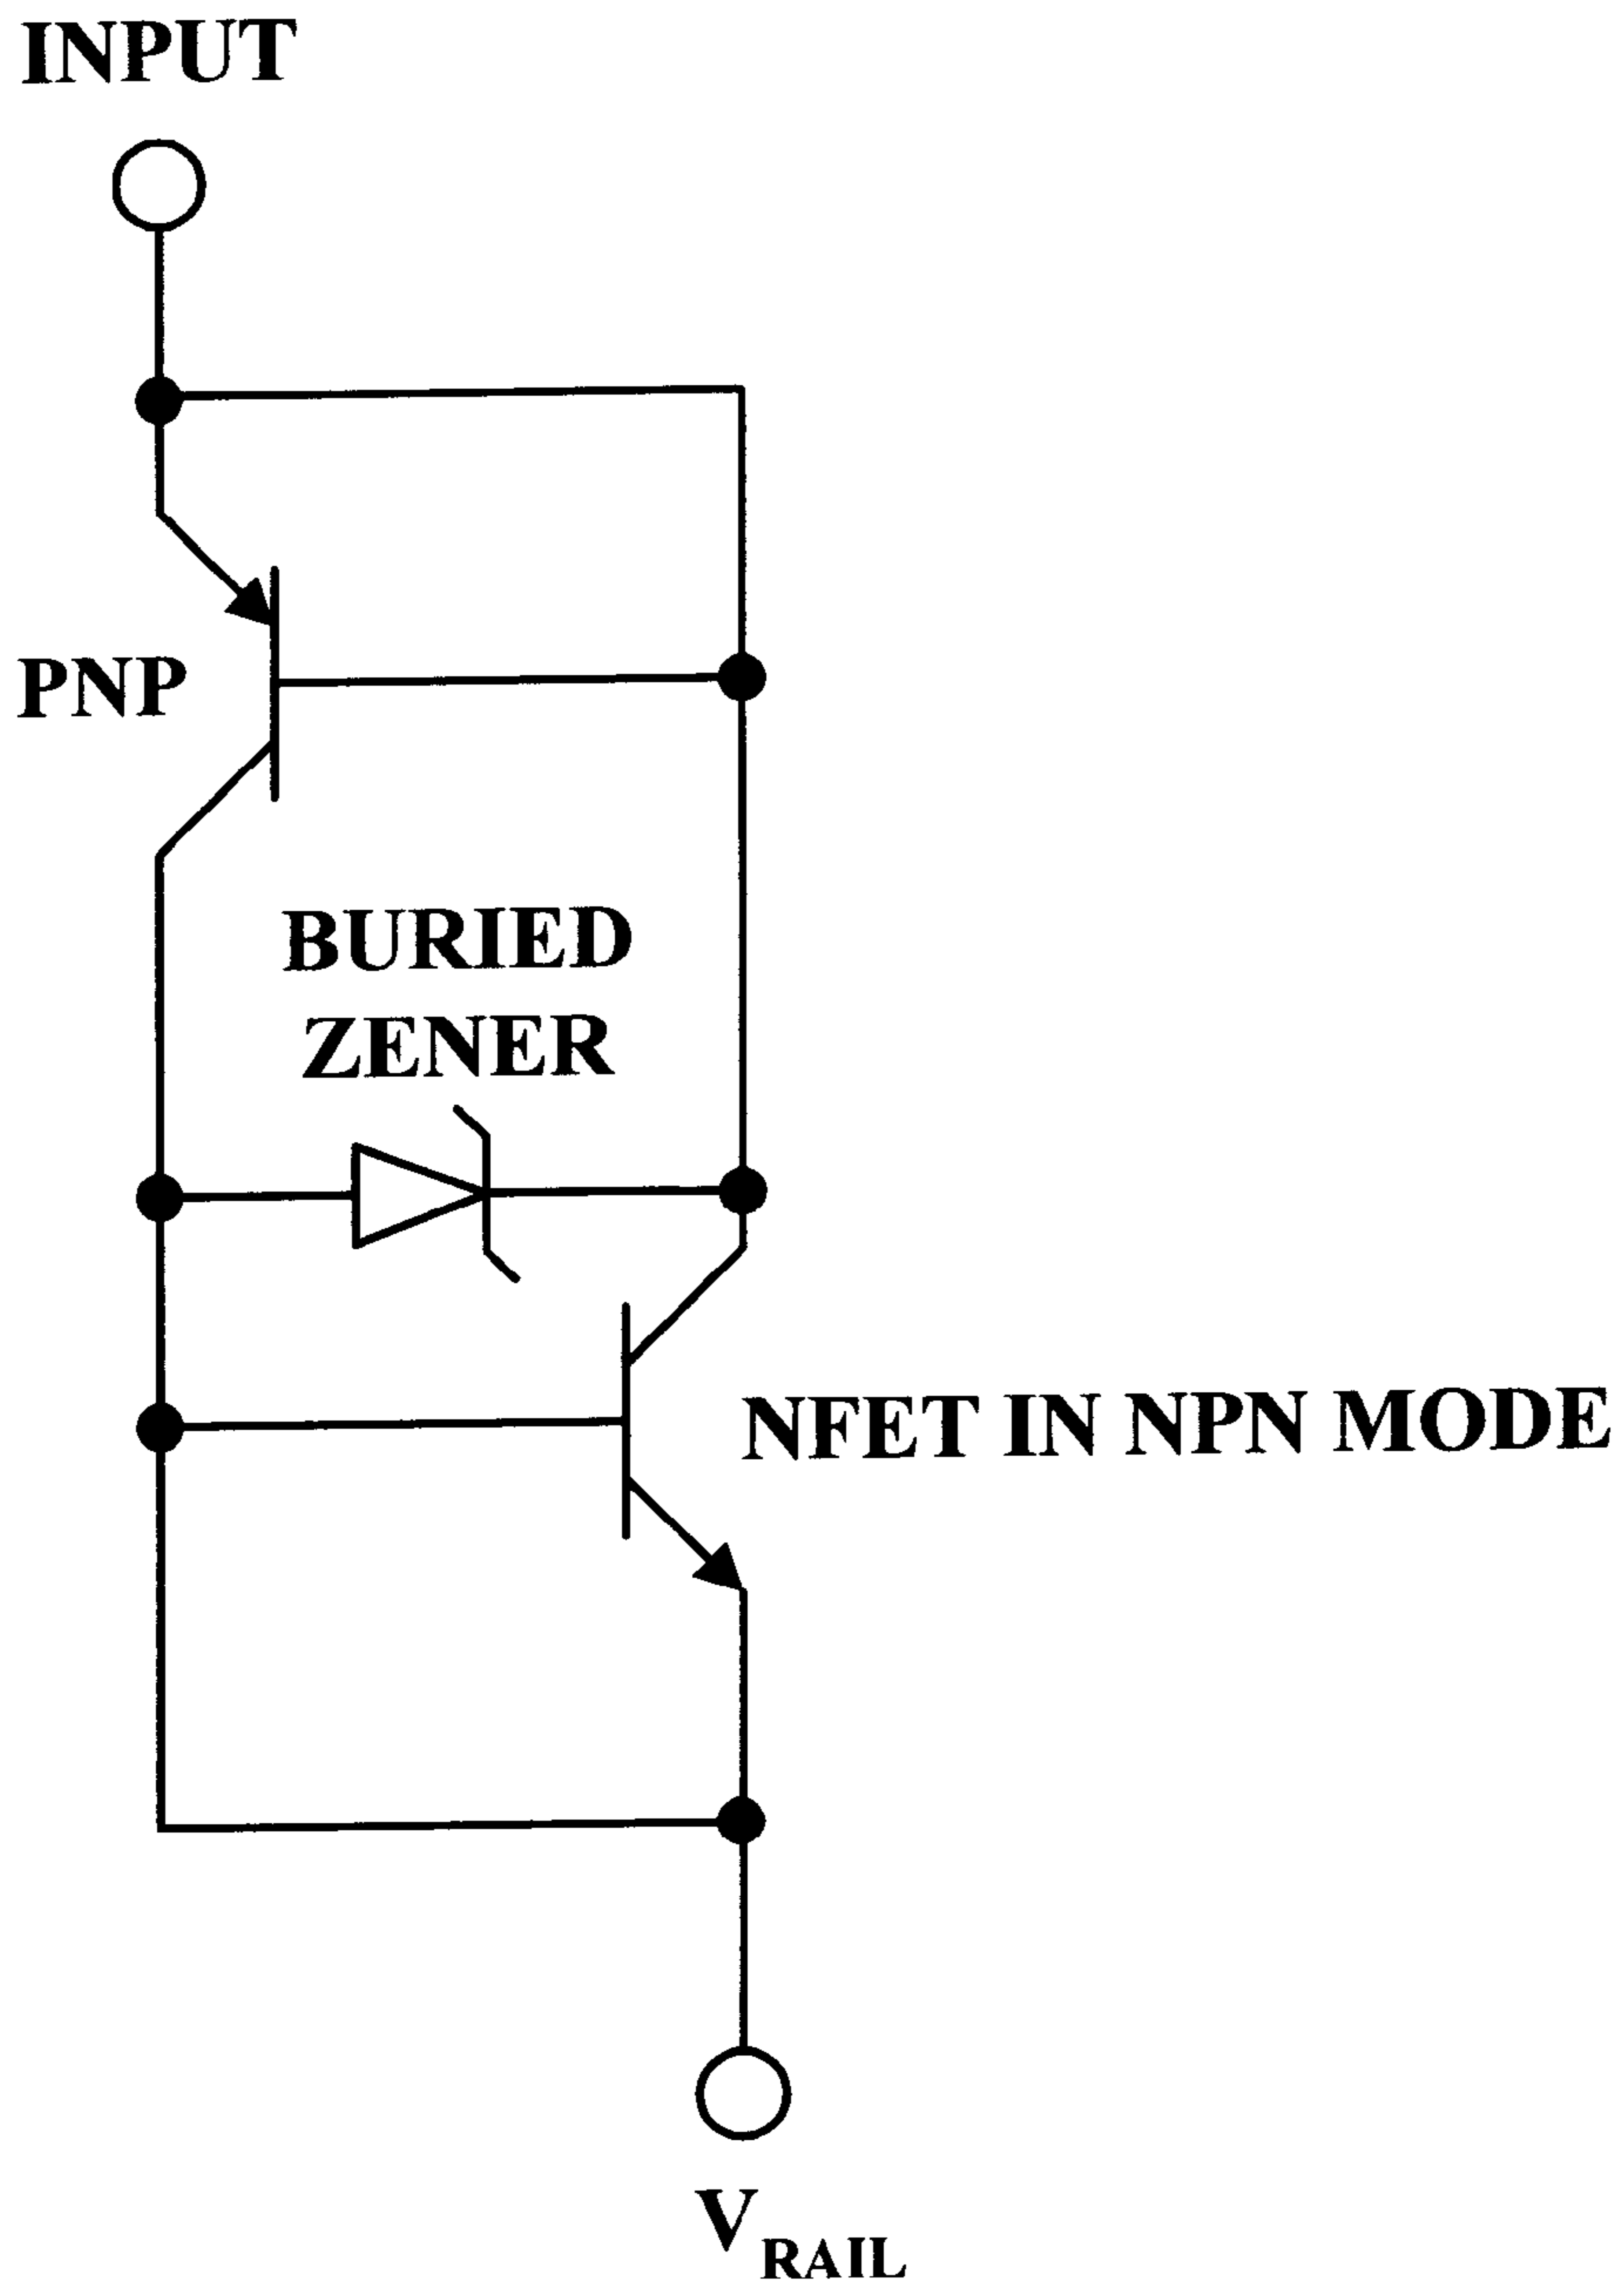 INPUT
PNP
BURIED
ZENER
NFET IN NPN MODE
VRAIL